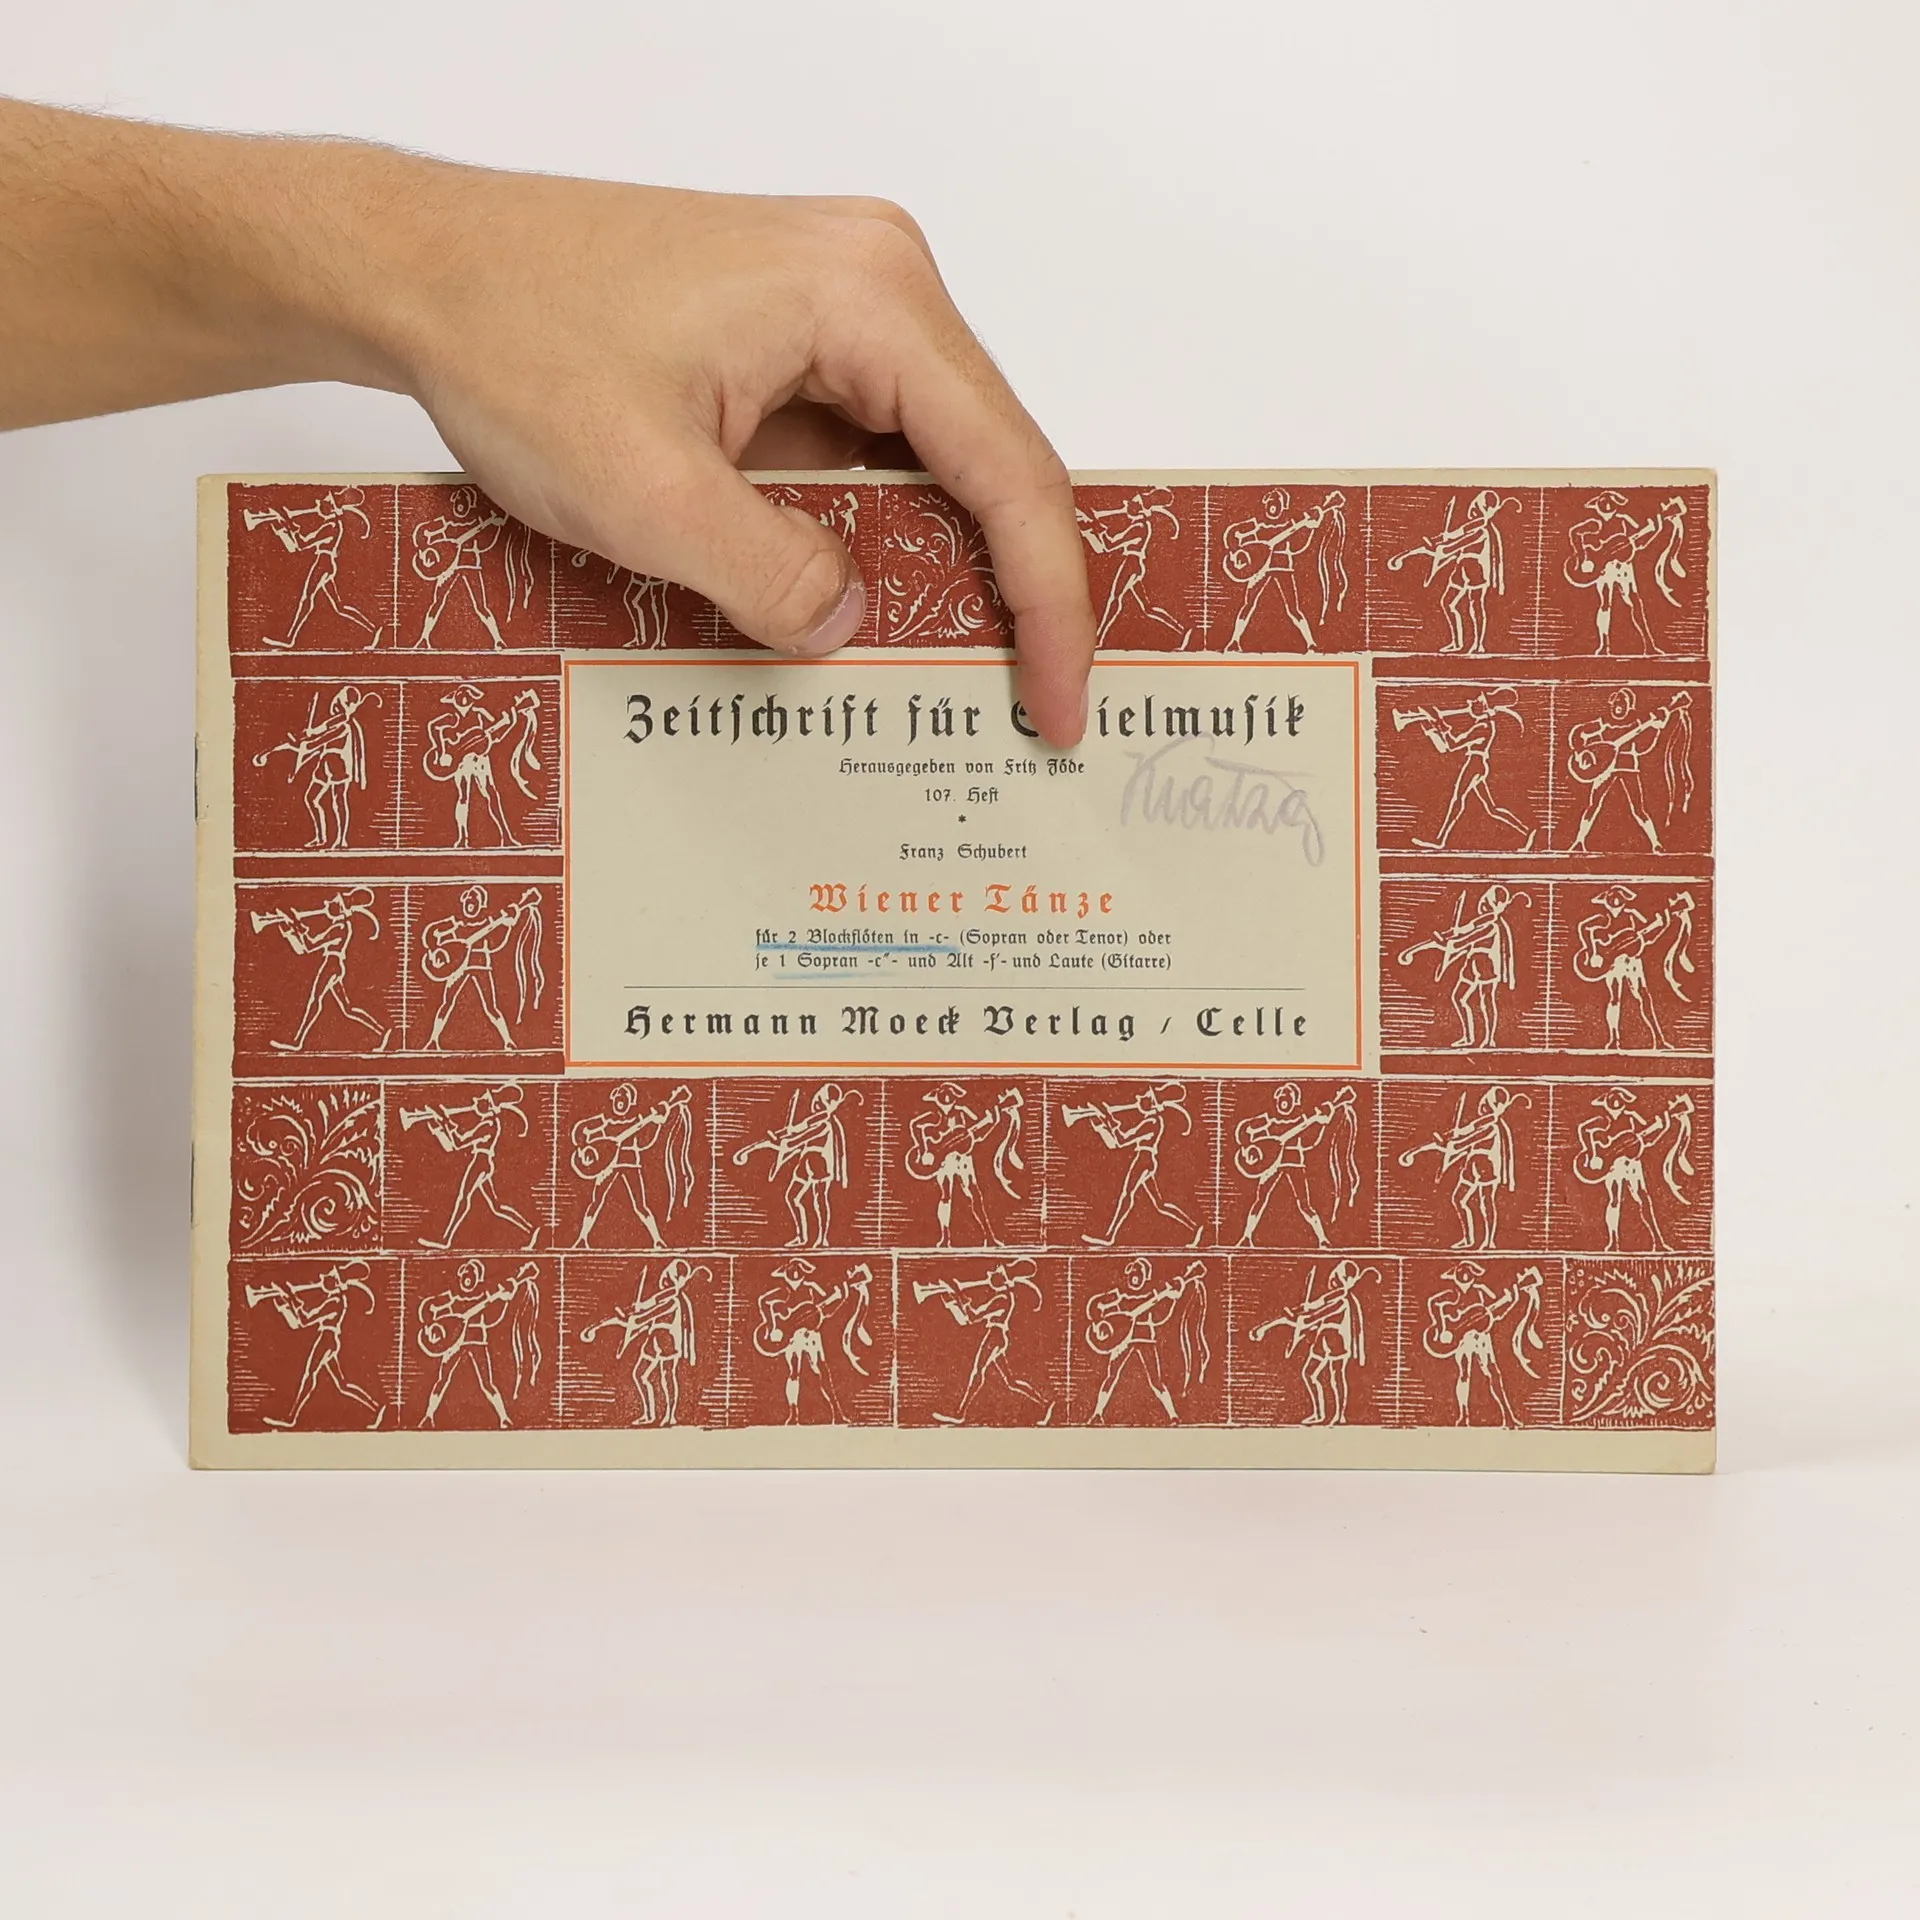 Zeitschrift für Spielmusik
Herausgegeben von Fritz Jöde
107. Heft
*
Franz Schubert
Wiener Tänze
für 2 Blockflöten in -c- (Sopran oder Tenor) oder
je 1 Sopran -c"- und Alt -f'- und Laute (Gitarre)
Hermann Moeck Verlag / Celle